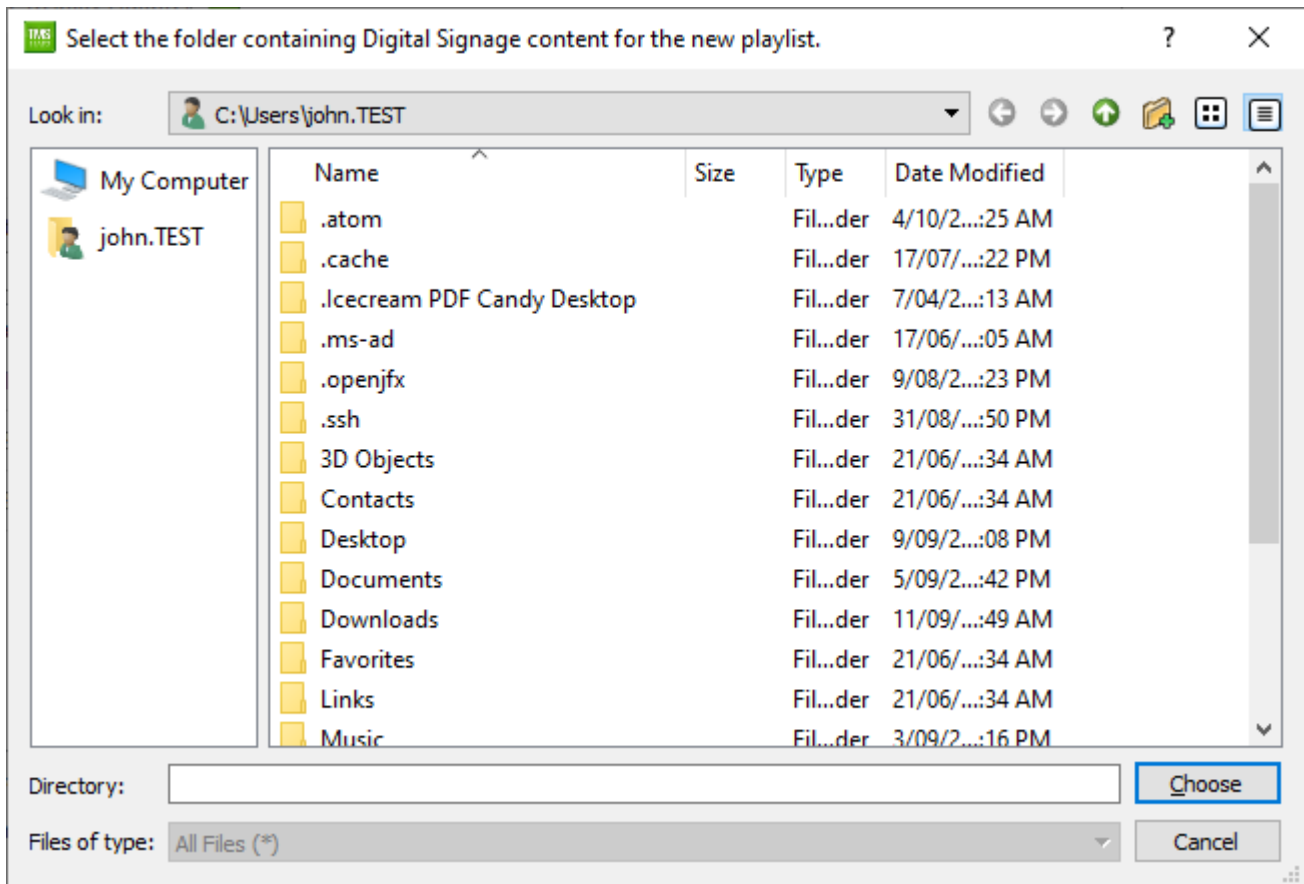 Select the folder containing Digital Signage content for the new playlist.
Look in: C:\Users\john.TEST
My Computer
john.TEST
Name Size Type Date Modified
.atom Fil...der 4/10/2...:25 AM
.cache Fil...der 17/07/...:22 PM
.Icecream PDF Candy Desktop Fil...der 7/04/2...:13 AM
.ms-ad Fil...der 17/06/...:05 AM
.openjfx Fil...der 9/08/2...:23 PM
.ssh Fil...der 31/08/...:50 PM
3D Objects Fil...der 21/06/...:34 AM
Contacts Fil...der 21/06/...:34 AM
Desktop Fil...der 9/09/2...:08 PM
Documents Fil...der 5/09/2...:42 PM
Downloads Fil...der 11/09/...:49 AM
Favorites Fil...der 21/06/...:34 AM
Links Fil...der 21/06/...:34 AM
Music Fil...der 3/09/2...:16 PM
Directory: Choose
Files of type: All Files (*) Cancel